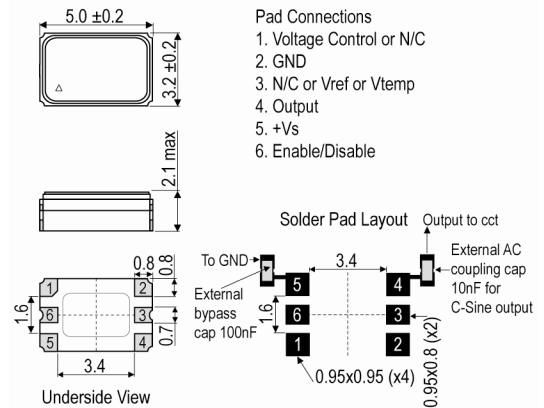 5.0 ±0.2
3.2 ±0.2
2.1 max
Pad Connections
1. Voltage Control or N/C
2. GND
3. N/C or Vref or Vtemp
4. Output
5. +Vs
6. Enable/Disable
0.8
0.8
1
2
6
3
5
4
1.6
0.7
3.4
Underside View
Solder Pad Layout
Output to cct
To GND
3.4
External AC
coupling cap
10nF for
C-Sine output
External
bypass
cap 100nF
1.6
5
4
6
3
1
2
0.95x0.95 (x4)
0.95x0.8 (x2)